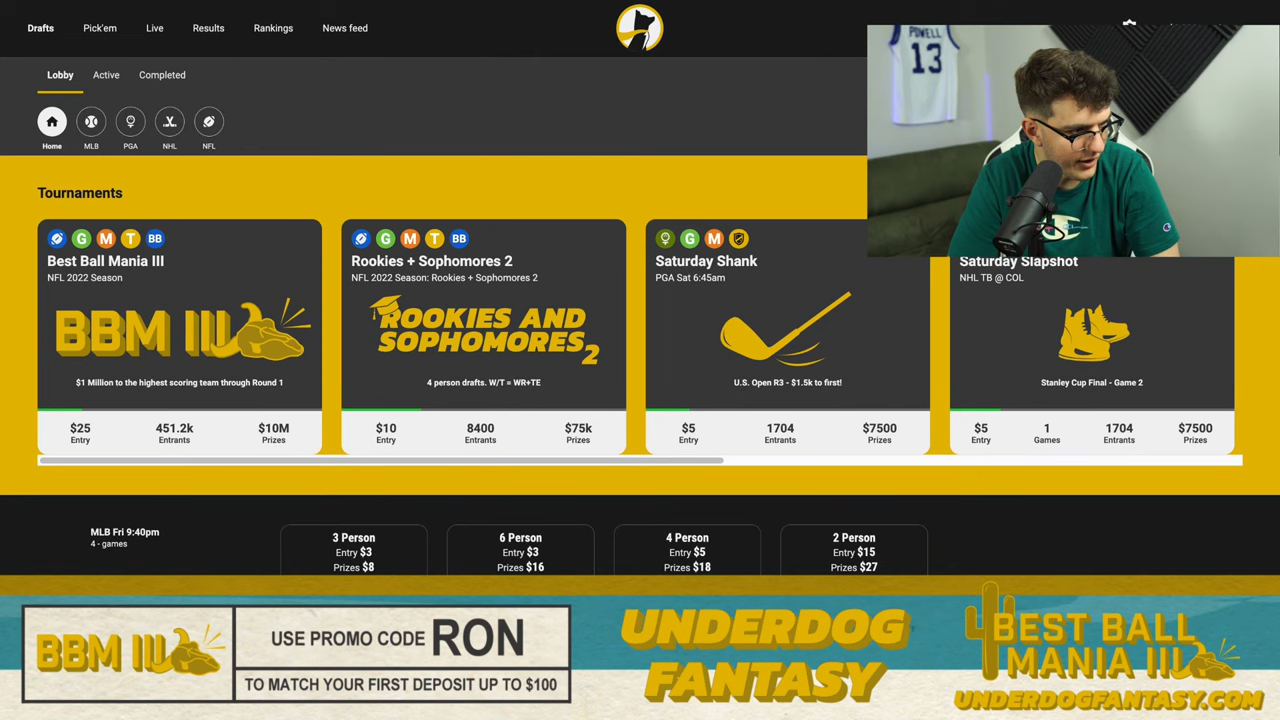 Drafts Pick'em Live Results Rankings News feed
Lobby Active Completed
Home MLB PGA NHL NFL
POWELL
13
Tournaments
G M T BB
Best Ball Mania III
NFL 2022 Season
BBM III
$1 Million to the highest scoring team through Round 1
$25 451.2k $10M
Entry Entrants Prizes
G M T BB
Rookies + Sophomores 2
NFL 2022 Season: Rookies + Sophomores 2
ROOKIES AND
SOPHOMORES 2
4 person drafts. W/T = WR+TE
$10 8400 $75k
Entry Entrants Prizes
G M
Saturday Shank
PGA Sat 6:45am
U.S. Open R3 - $1.5k to first!
$5 1704 $7500
Entry Entrants Prizes
Saturday Slapshot
NHL TB @ COL
Stanley Cup Final - Game 2
$5 1 1704 $7500
Entry Games Entrants Prizes
MLB Fri 9:40pm
4 - games
3 Person
Entry $3
Prizes $8
6 Person
Entry $3
Prizes $16
4 Person
Entry $5
Prizes $18
2 Person
Entry $15
Prizes $27
BBM III
USE PROMO CODE RON
TO MATCH YOUR FIRST DEPOSIT UP TO $100
UNDERDOG
FANTASY
BEST BALL
MANIA III
UNDERDOGFANTASY.COM